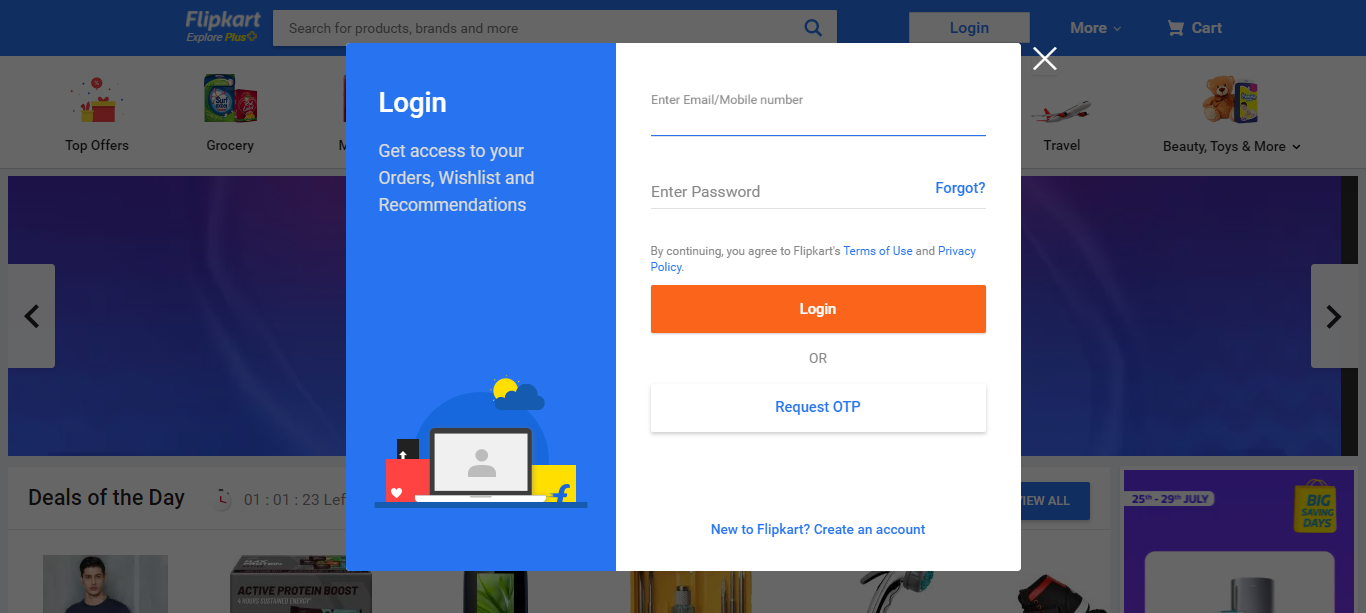 Flipkart
Explore Plus
Search for products, brands and more
Login
More
Cart
Top Offers
Grocery
M
Travel
Beauty, Toys & More
Login
Get access to your
Orders, Wishlist and
Recommendations
Enter Email/Mobile number
Enter Password
Forgot?
By continuing, you agree to Flipkart's Terms of Use and Privacy
Policy.
Login
OR
Request OTP
New to Flipkart? Create an account
Deals of the Day
01 : 01 : 23 Lef
VIEW ALL
25th - 29th JULY
BIG
SAVING
DAYS
ACTIVE PROTEIN BOOST
4 HOURS SUSTAINED ENERGY